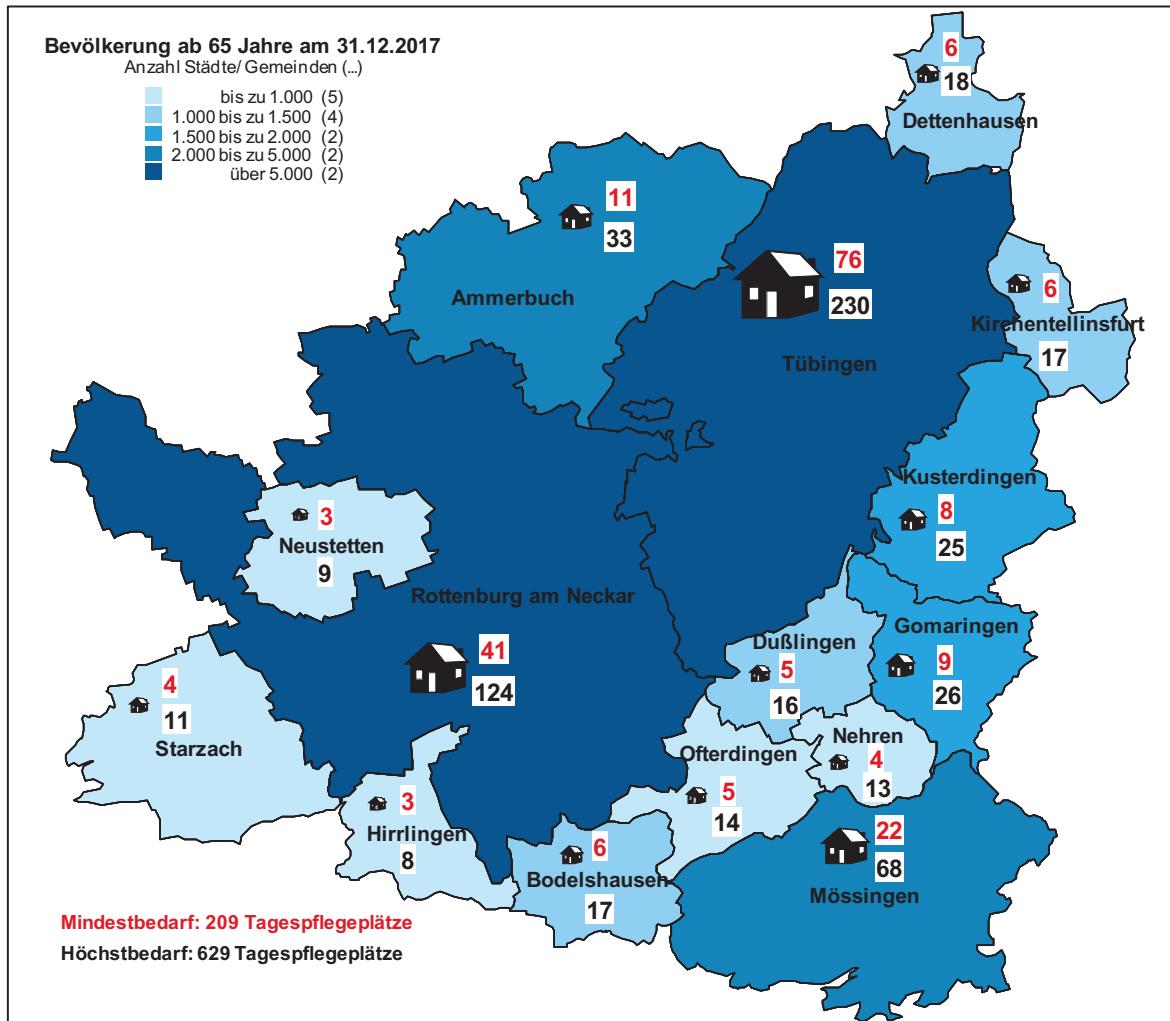 Bevölkerung ab 65 Jahre am 31.12.2017
Anzahl Städte/ Gemeinden (...)
bis zu 1.000 (5)
1.000 bis zu 1.500 (4)
1.500 bis zu 2.000 (2)
2.000 bis zu 5.000 (2)
über 5.000 (2)
6
18
Dettenhausen
11
33
Ammerbuch
76
230
Tübingen
6
Kirchentellinsfurt
17
Kusterdingen
8
25
3
Neustetten
9
Rottenburg am Neckar
41
124
Dußlingen
5
16
Gomaringen
9
26
4
11
Starzach
Nehren
4
13
Ofterdingen
5
14
3
Hirrlingen
8
6
Bodelshausen
17
22
68
Mössingen
Mindestbedarf: 209 Tagespflegeplätze
Höchstbedarf: 629 Tagespflegeplätze